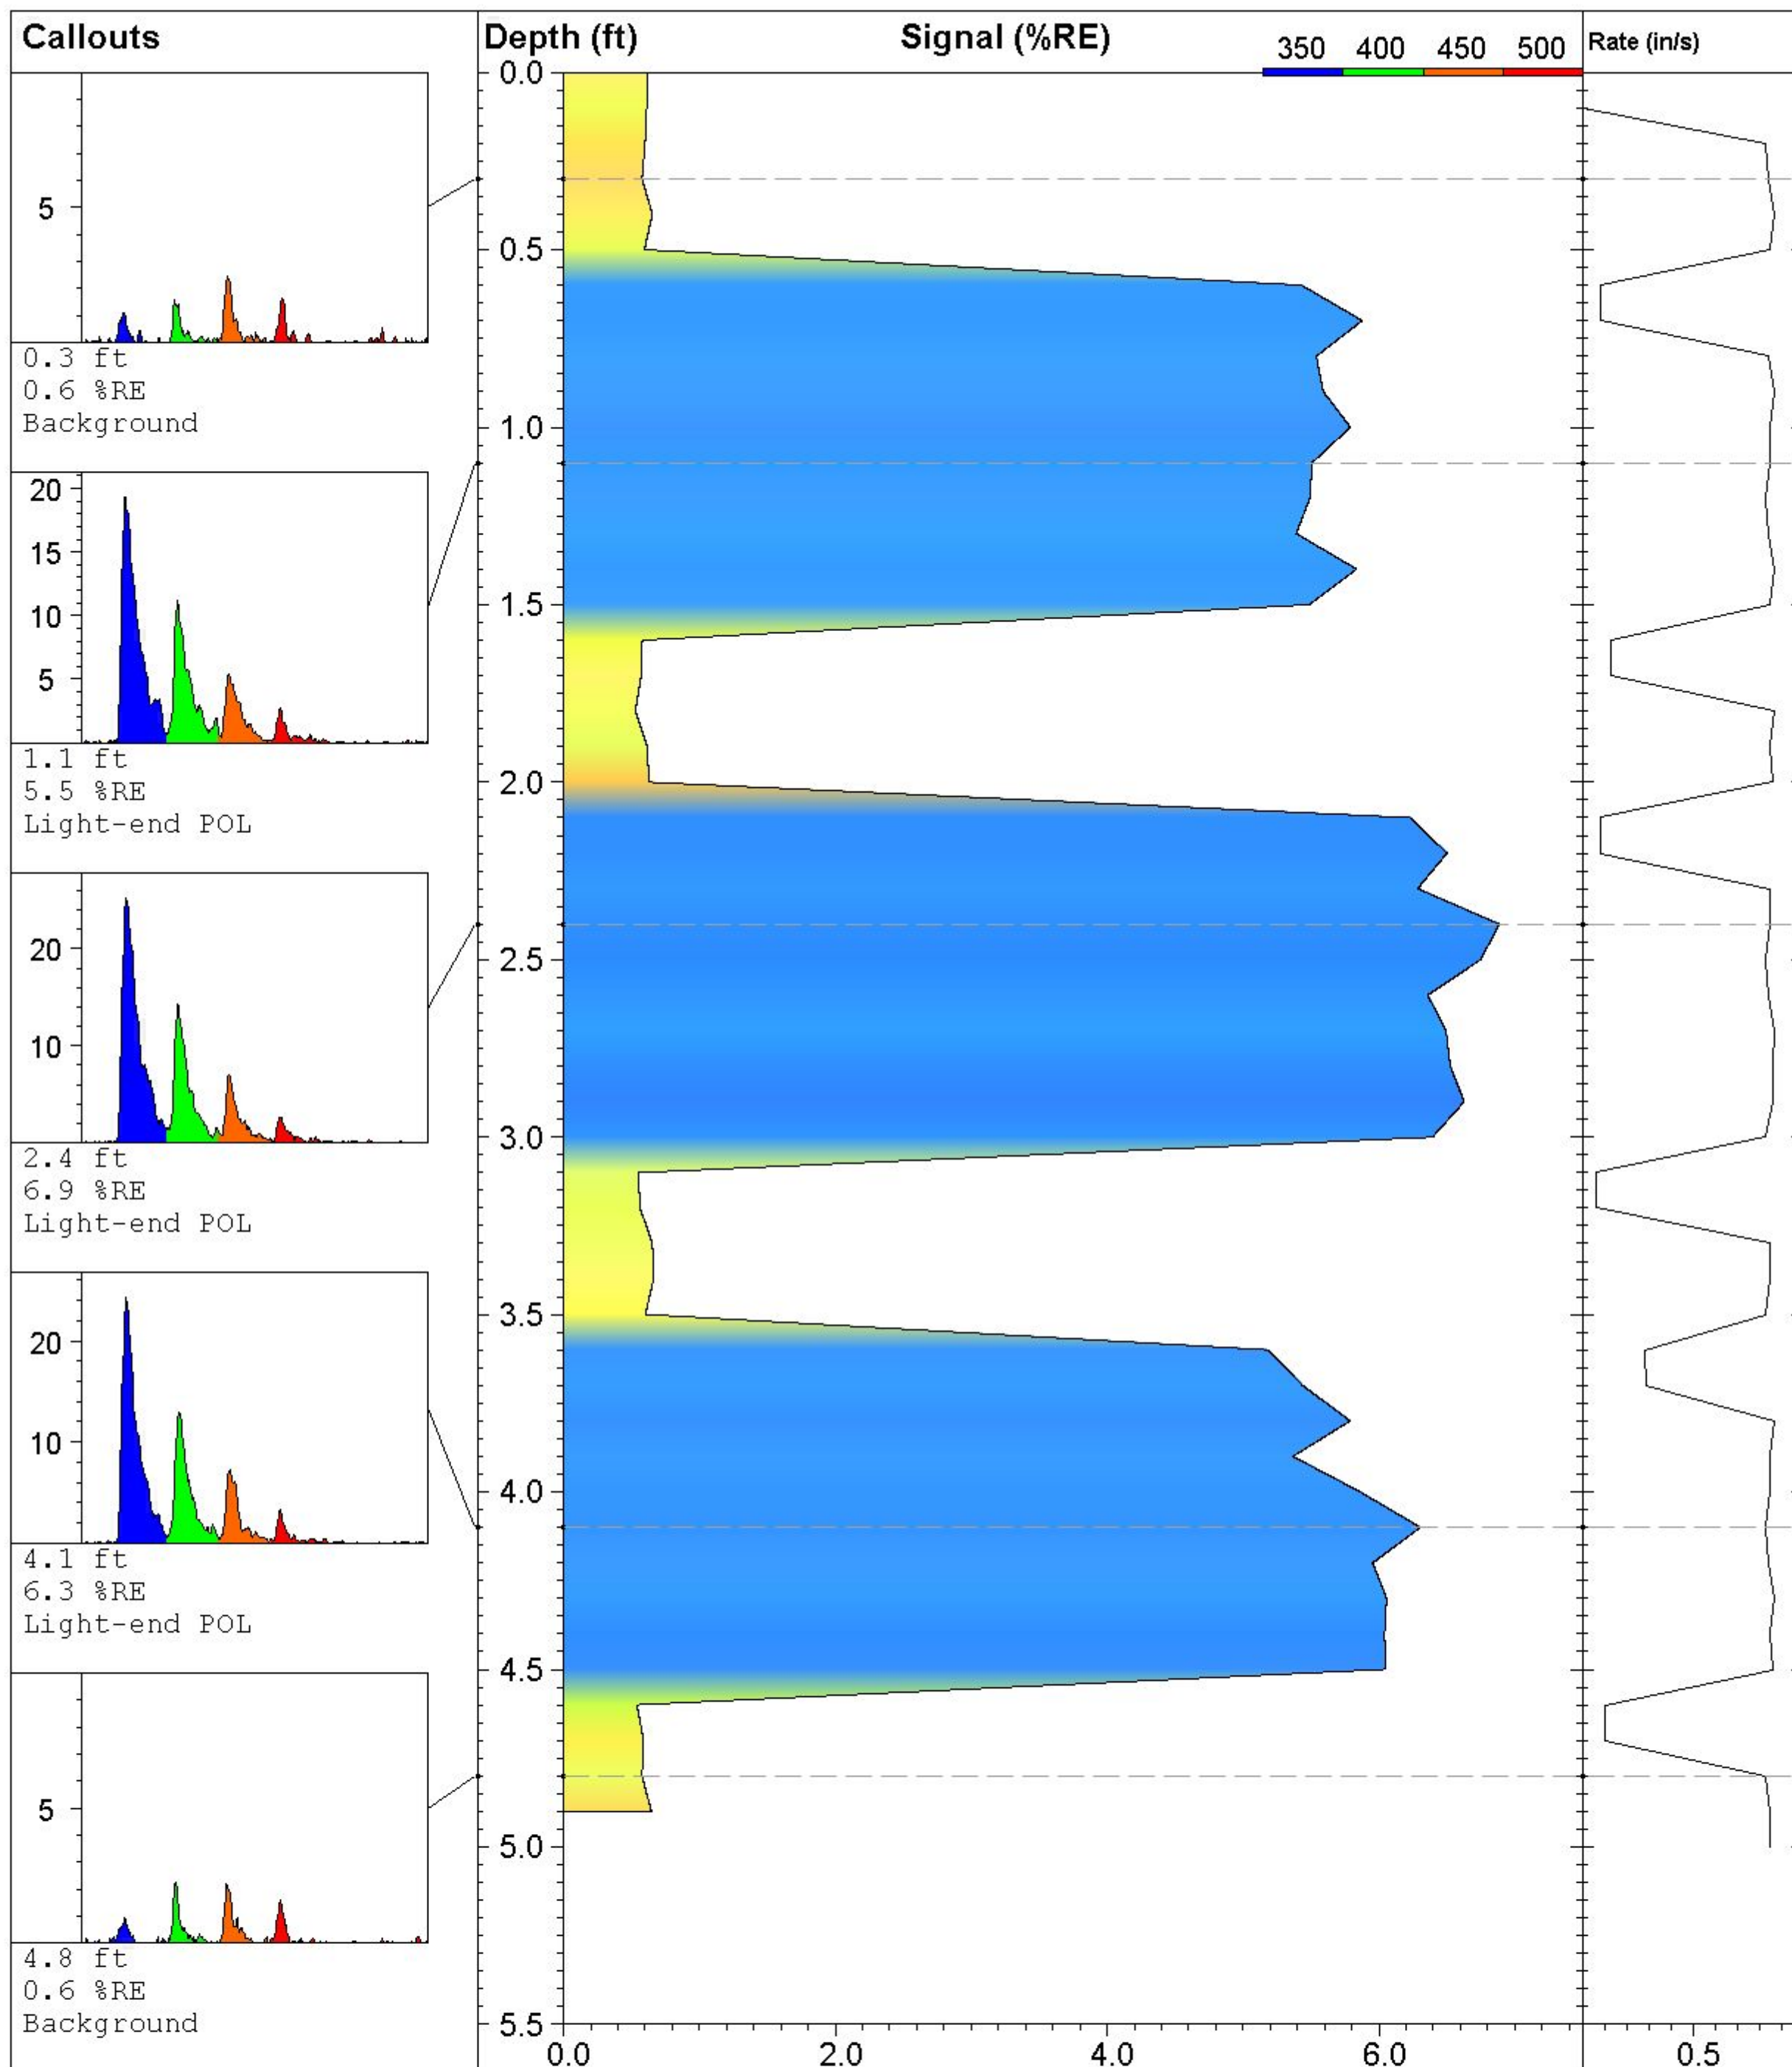 Callouts
Depth (ft)
Signal (%RE)
350 400 450 500
Rate (in/s)
5
0.3 ft
0.6 %RE
Background
20
15
10
5
1.1 ft
5.5 %RE
Light-end POL
20
10
2.4 ft
6.9 %RE
Light-end POL
20
10
4.1 ft
6.3 %RE
Light-end POL
5
4.8 ft
0.6 %RE
Background
0.0
0.5
1.0
1.5
2.0
2.5
3.0
3.5
4.0
4.5
5.0
5.5
0.0 2.0 4.0 6.0
0.5